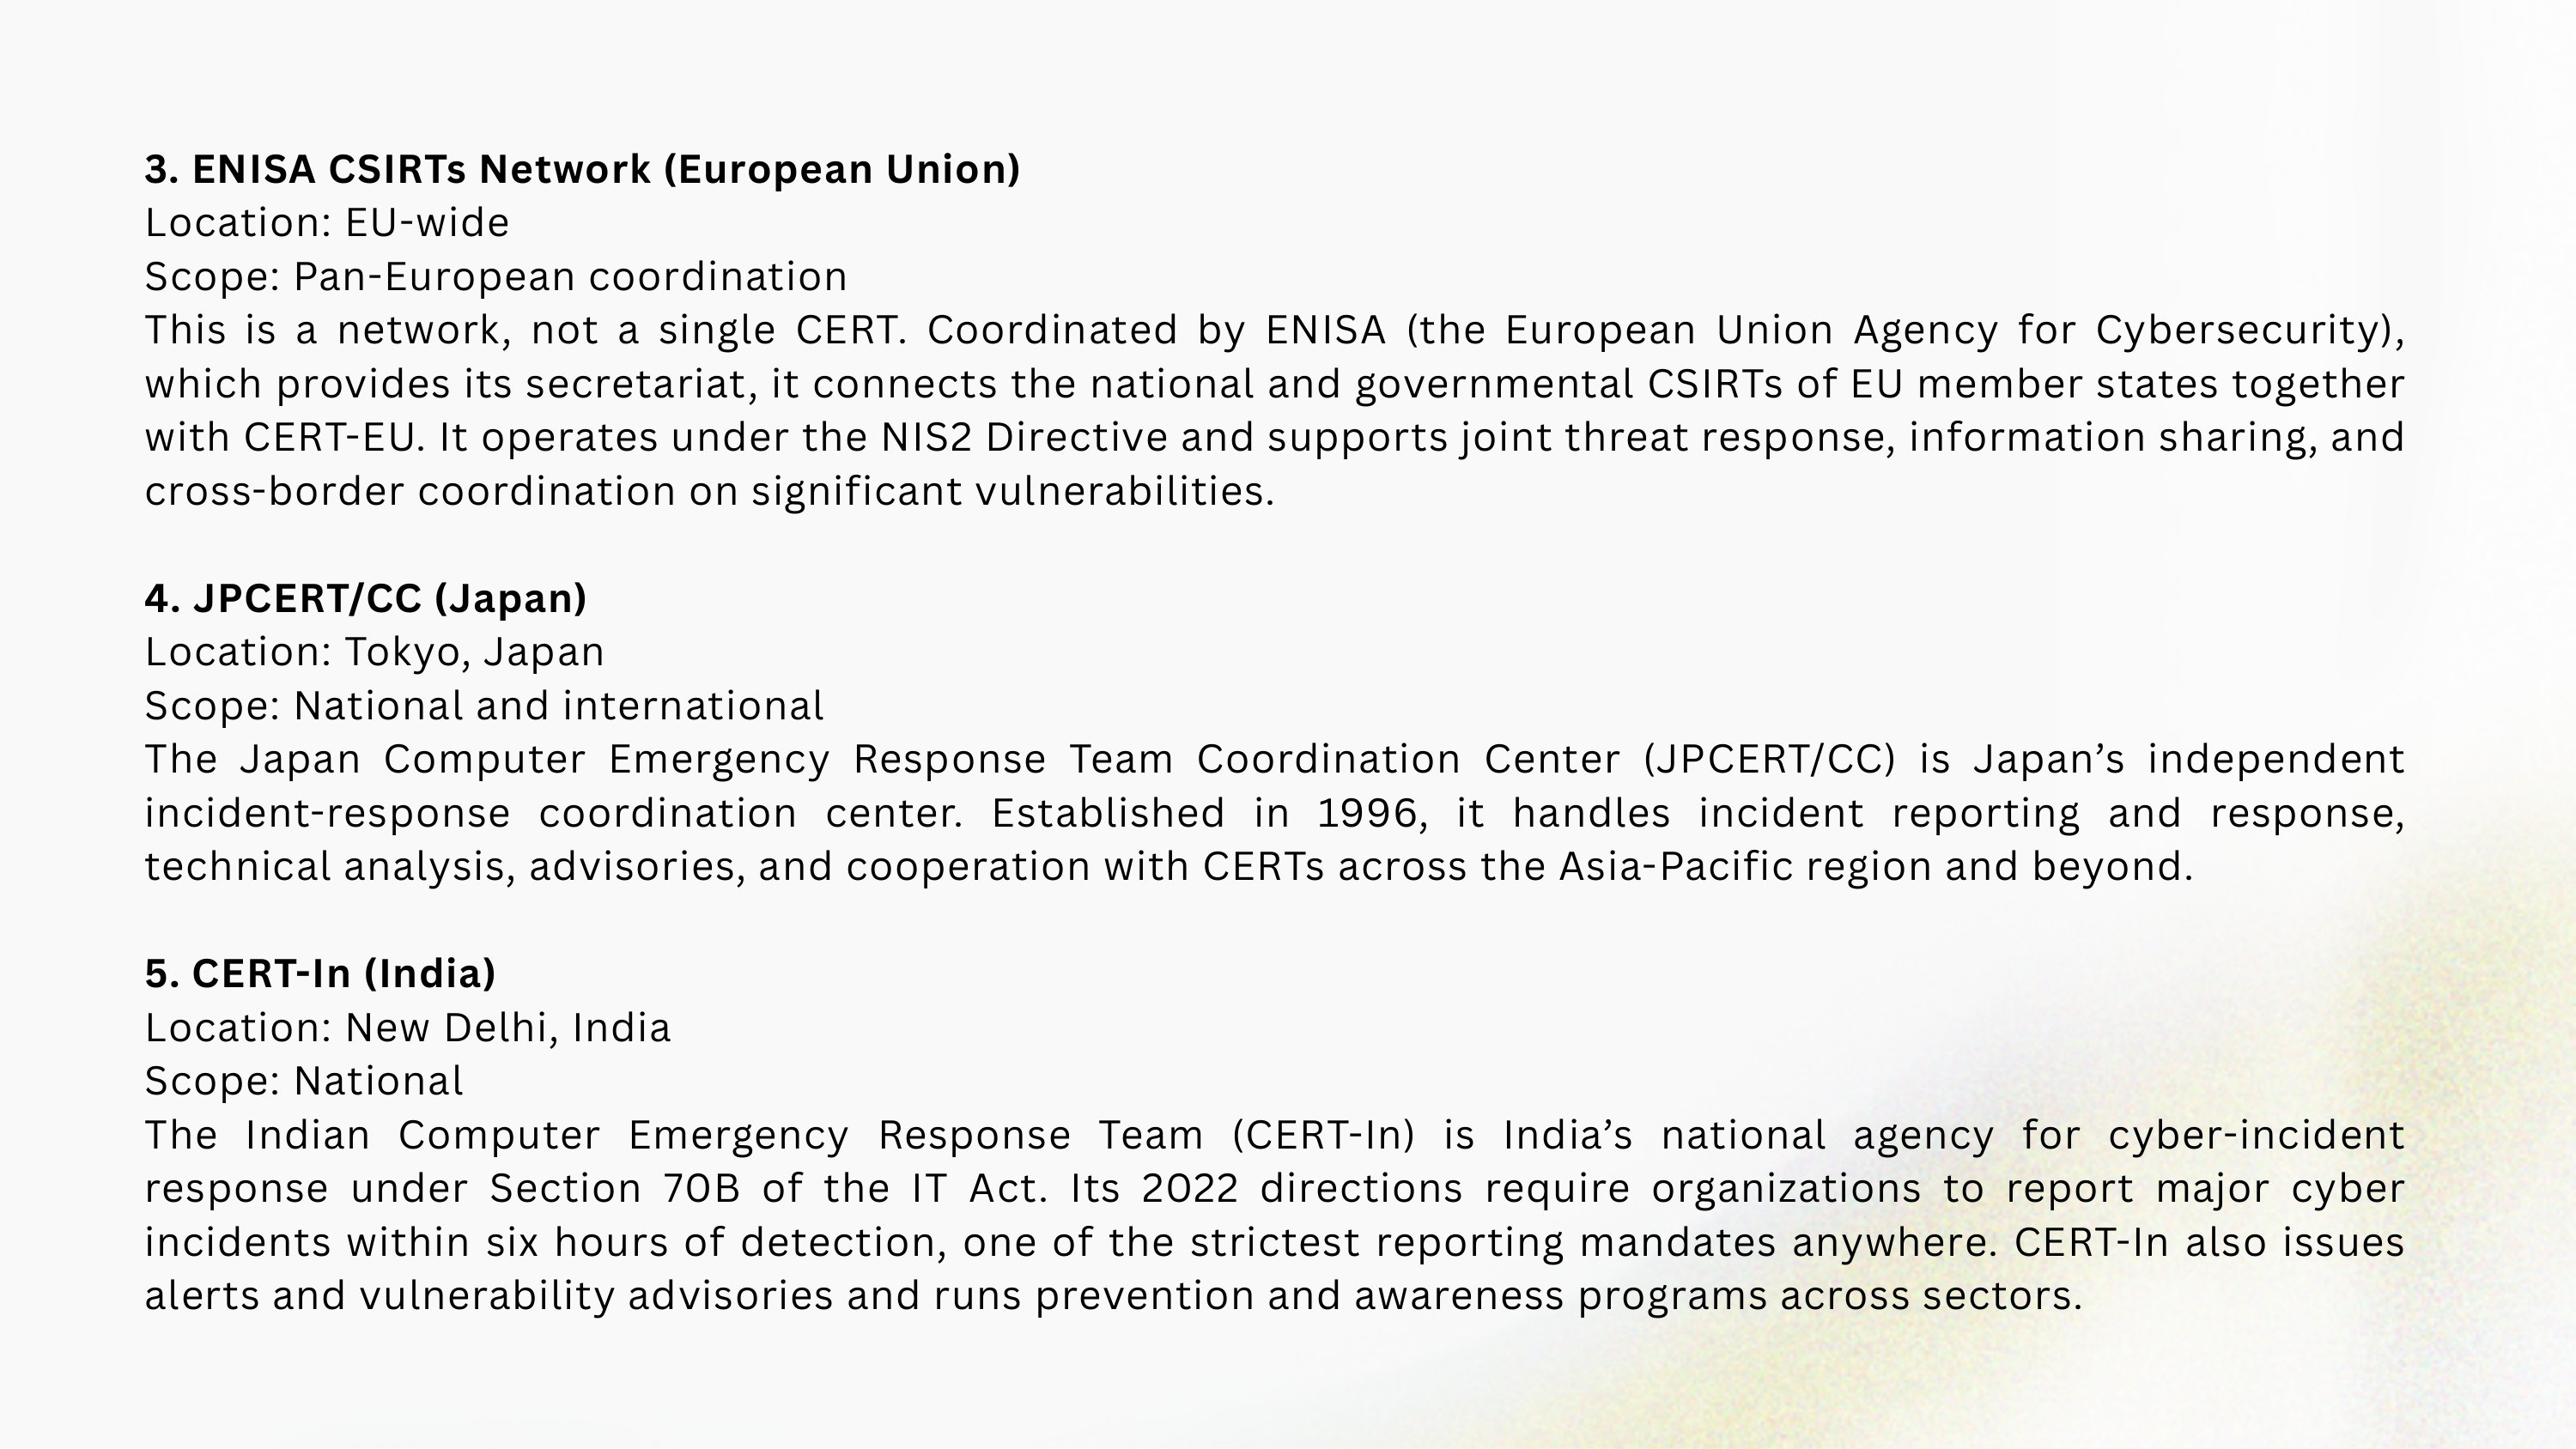 3. ENISA CSIRTs Network (European Union)
Location: EU-wide
Scope: Pan-European coordination
This is a network, not a single CERT. Coordinated by ENISA (the European Union Agency for Cybersecurity),
which provides its secretariat, it connects the national and governmental CSIRTs of EU member states together
with CERT-EU. It operates under the NIS2 Directive and supports joint threat response, information sharing, and
cross-border coordination on significant vulnerabilities.
4. JPCERT/CC (Japan)
Location: Tokyo, Japan
Scope: National and international
The Japan Computer Emergency Response Team Coordination Center (JPCERT/CC) is Japan’s independent
incident-response coordination center. Established in 1996, it handles incident reporting and response,
technical analysis, advisories, and cooperation with CERTs across the Asia-Pacific region and beyond.
5. CERT-In (India)
Location: New Delhi, India
Scope: National
The Indian Computer Emergency Response Team (CERT-In) is India’s national agency for cyber-incident
response under Section 70B of the IT Act. Its 2022 directions require organizations to report major cyber
incidents within six hours of detection, one of the strictest reporting mandates anywhere. CERT-In also issues
alerts and vulnerability advisories and runs prevention and awareness programs across sectors.